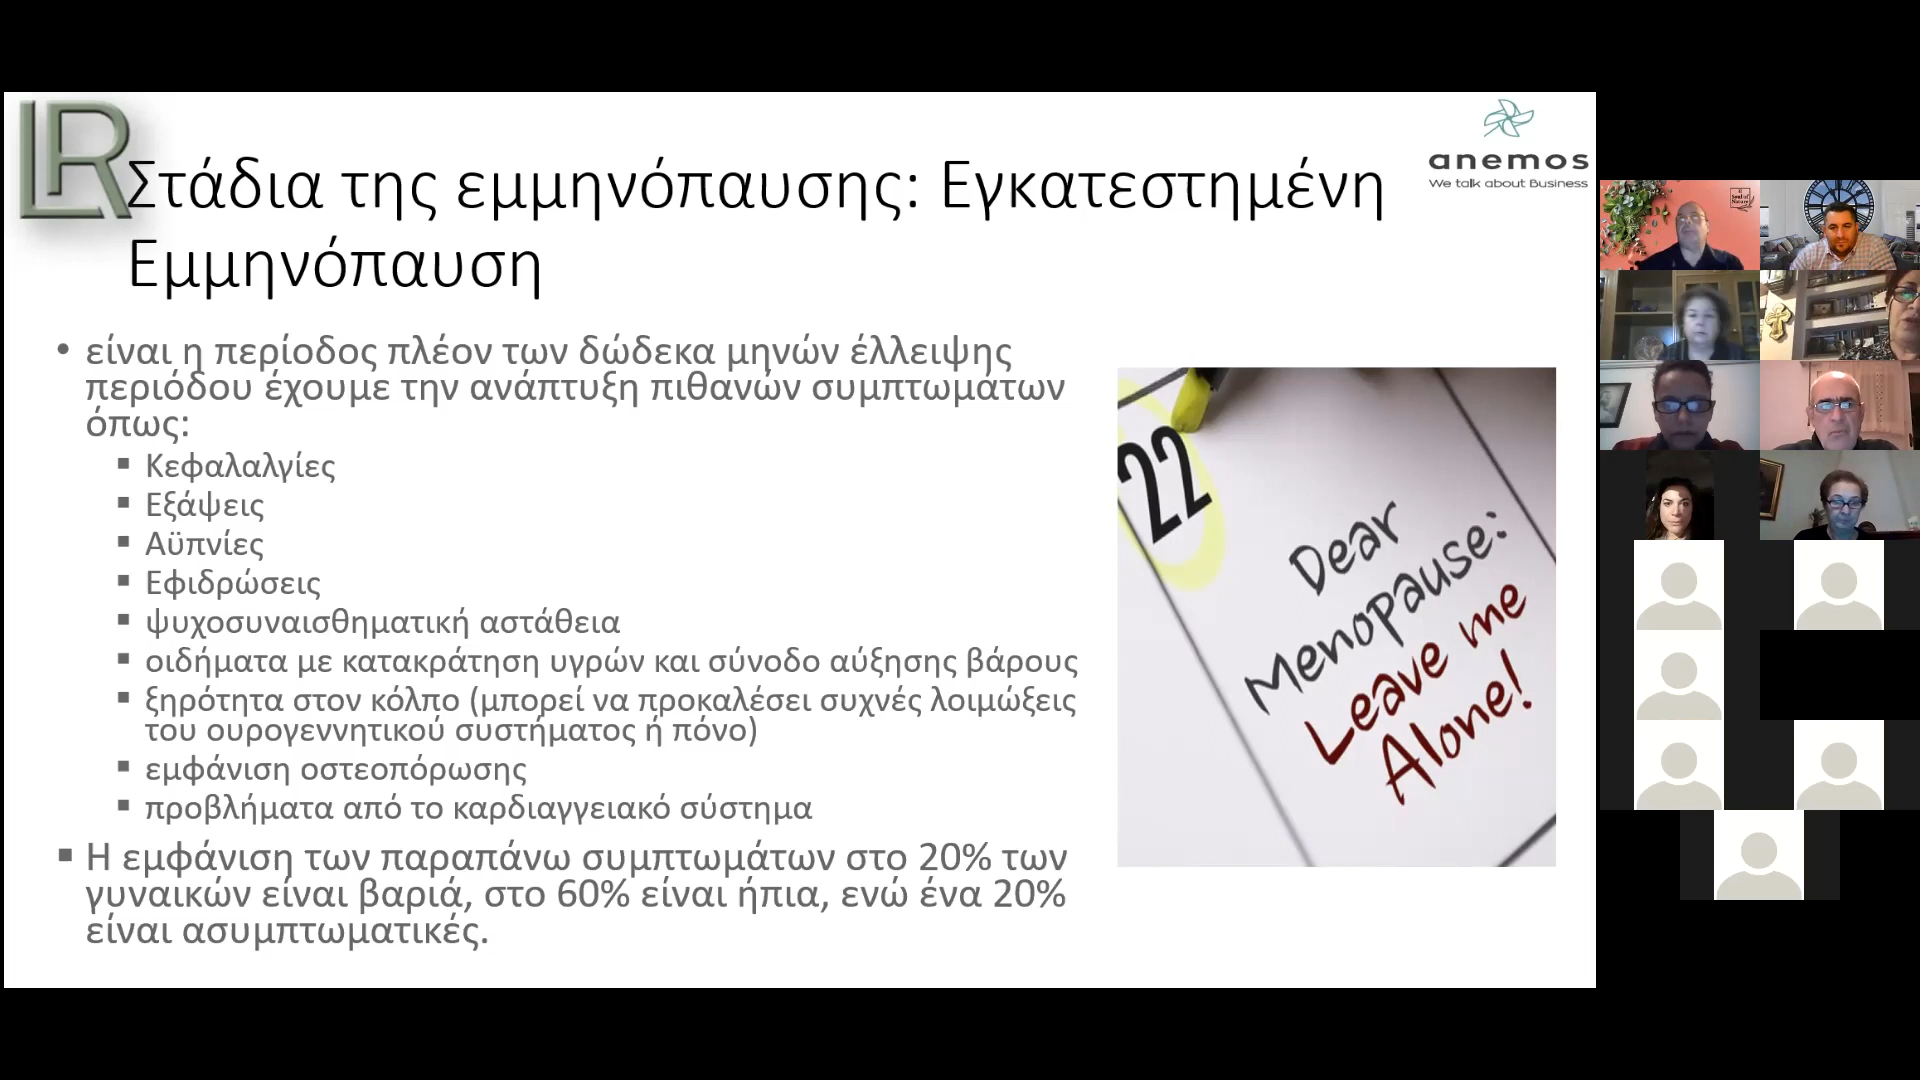 LR
Στάδια της εμμηνόπαυσης: Εγκατεστημένη
Εμμηνόπαυση
anemos
We talk about Business
• είναι η περίοδος πλέον των δώδεκα μηνών έλλειψης
περιόδου έχουμε την ανάπτυξη πιθανών συμπτωμάτων
όπως:
▪ Κεφαλαλγίες
▪ Εξάψεις
▪ Αϋπνίες
▪ Εφιδρώσεις
▪ ψυχοσυναισθηματική αστάθεια
▪ οιδήματα με κατακράτηση υγρών και σύνοδο αύξησης βάρους
▪ ξηρότητα στον κόλπο (μπορεί να προκαλέσει συχνές λοιμώξεις
του ουρογεννητικού συστήματος ή πόνο)
▪ εμφάνιση οστεοπόρωσης
▪ προβλήματα από το καρδιαγγειακό σύστημα
▪ Η εμφάνιση των παραπάνω συμπτωμάτων στο 20% των
γυναικών είναι βαριά, στο 60% είναι ήπια, ενώ ένα 20%
είναι ασυμπτωματικές.
22
Dear
Menopause:
Leave me
Alone!
Soul of
Nature